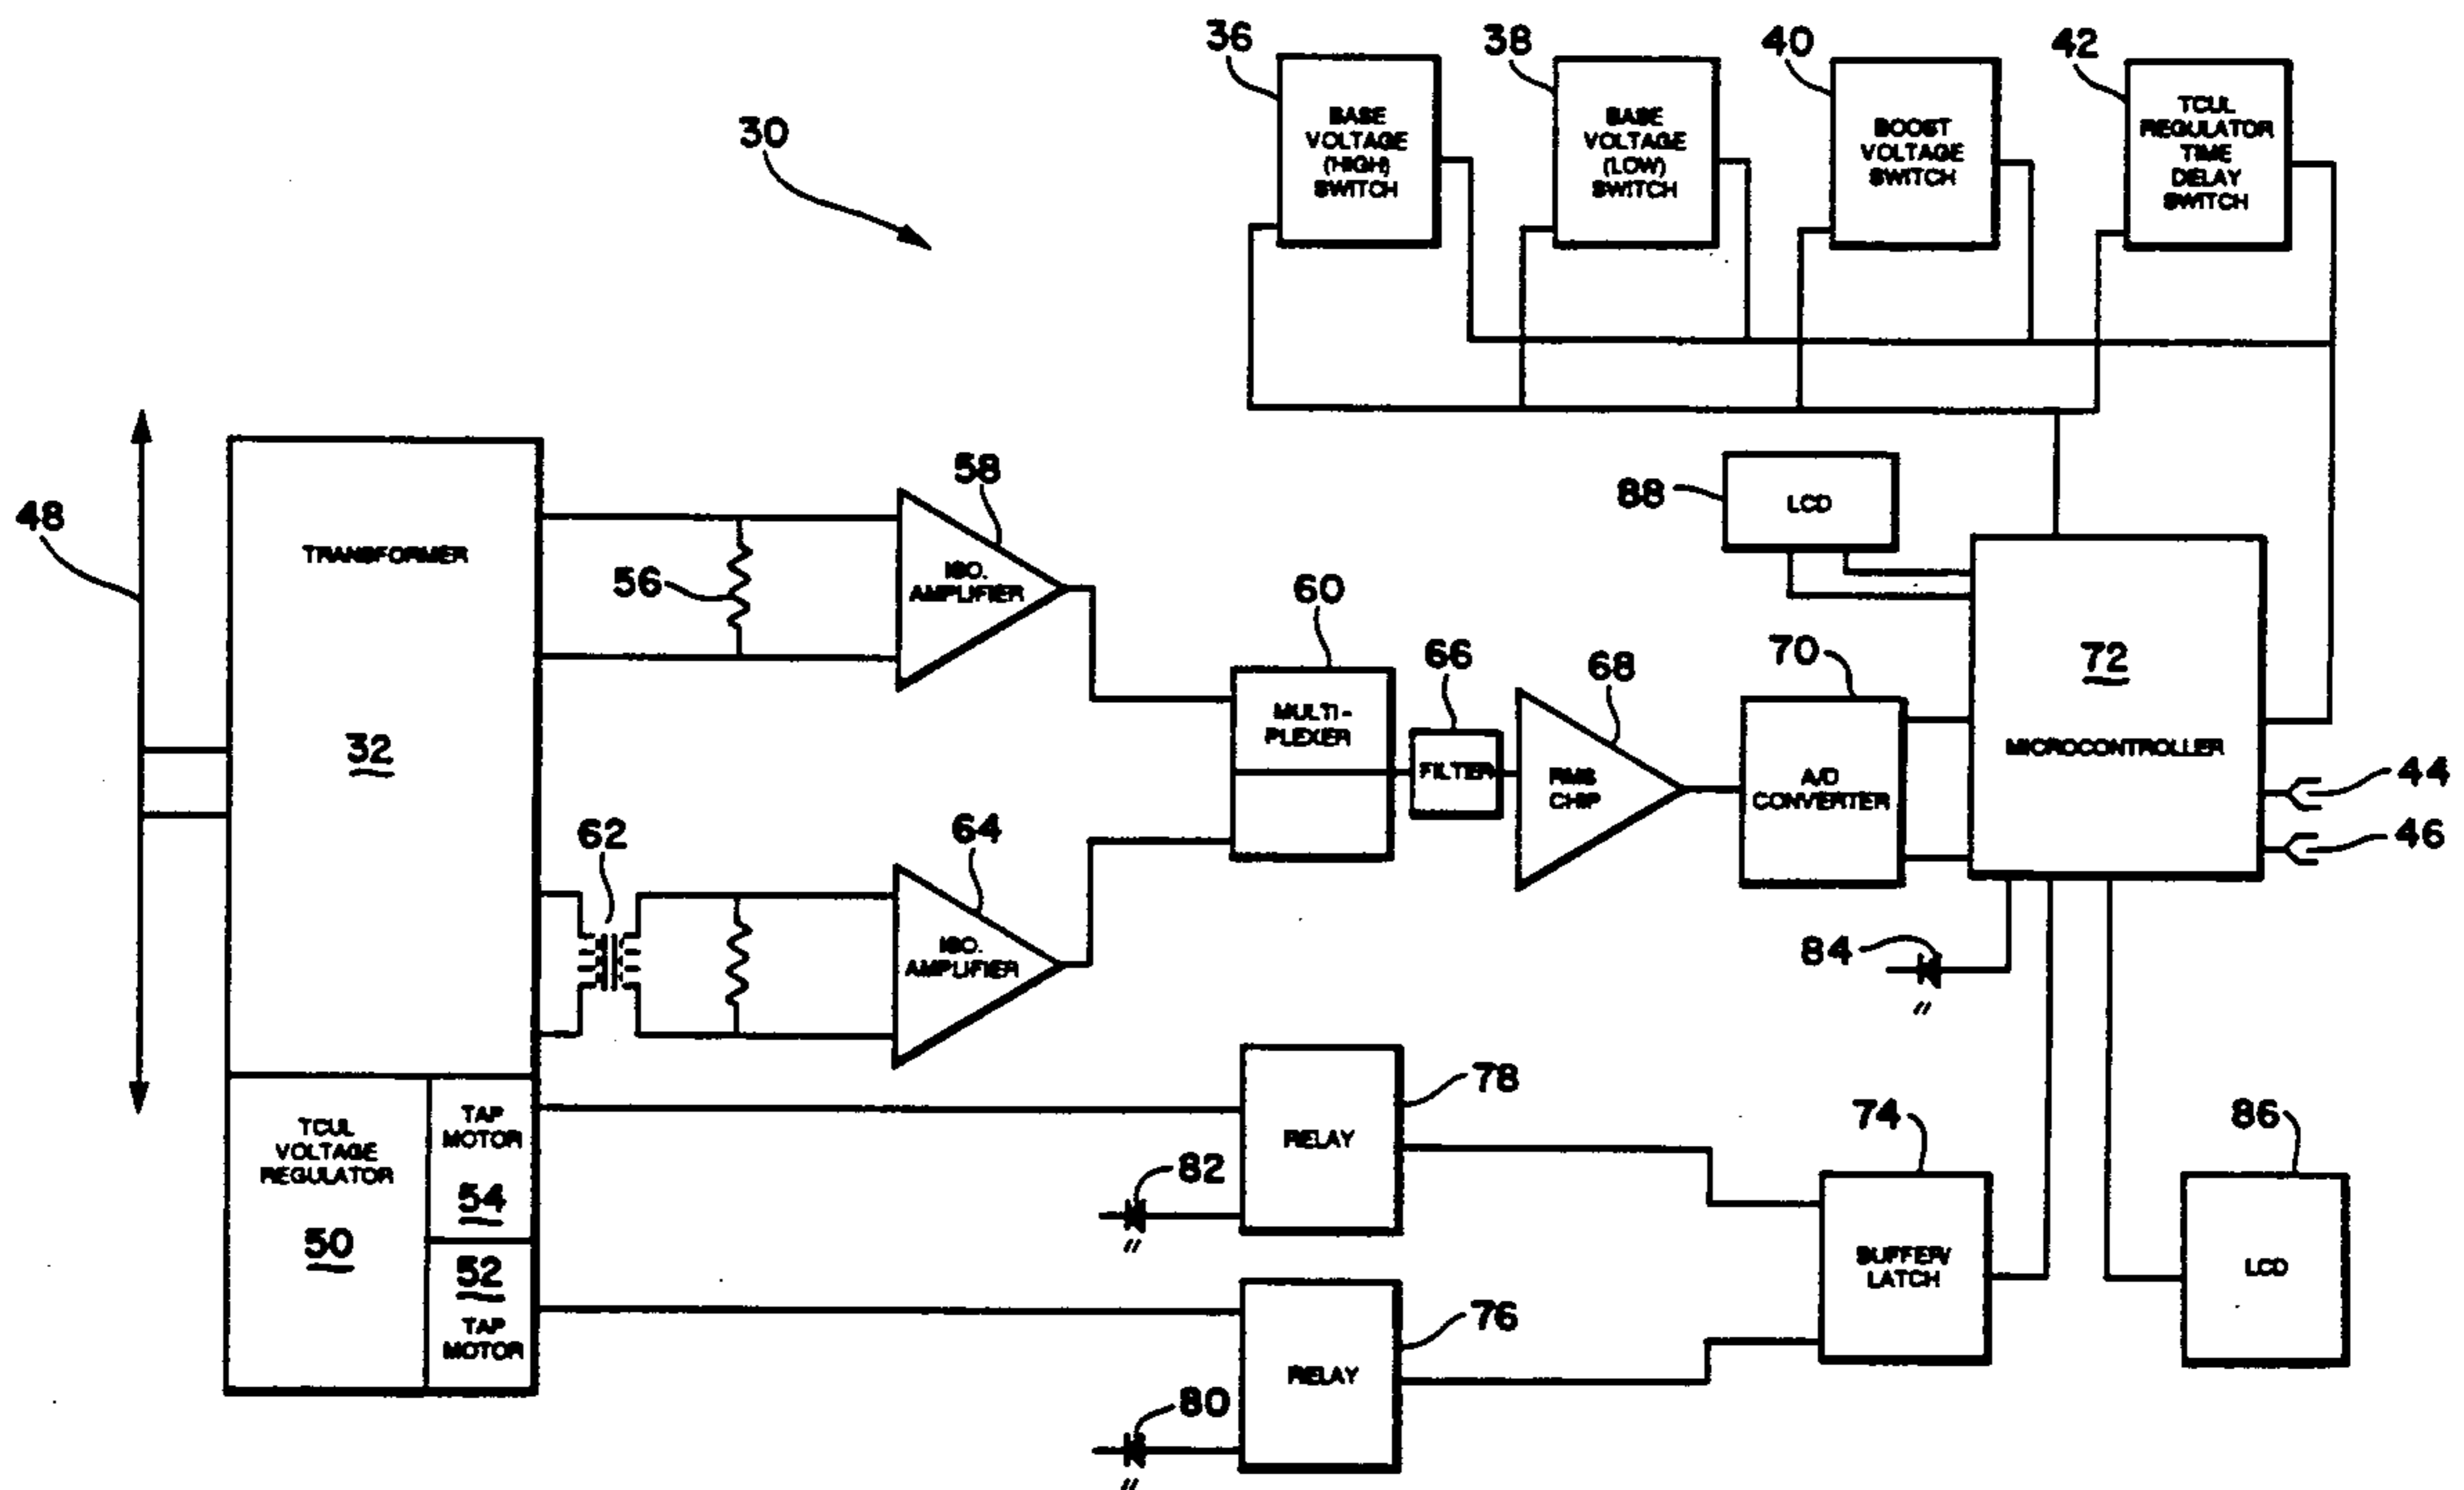 36
38
40
42
30
BASE
VOLTAGE
(HIGH)
SWITCH
BASE
VOLTAGE
(LOW)
SWITCH
BOOST
VOLTAGE
SWITCH
TCUL
REGULATOR
TIME
DELAY
SWITCH
48
TRANSFORMER
32
56
58
ISO.
AMPLIFIER
88
LCD
60
MULTI-
PLEXER
66
FILTER
68
RMS
CHIP
70
A/D
CONVERTER
72
MICROCONTROLLER
44
46
62
64
ISO.
AMPLIFIER
84
TCUL
VOLTAGE
REGULATOR
50
TAP
MOTOR
54
52
TAP
MOTOR
78
RELAY
82
76
RELAY
80
74
BUFFER/
LATCH
86
LCD